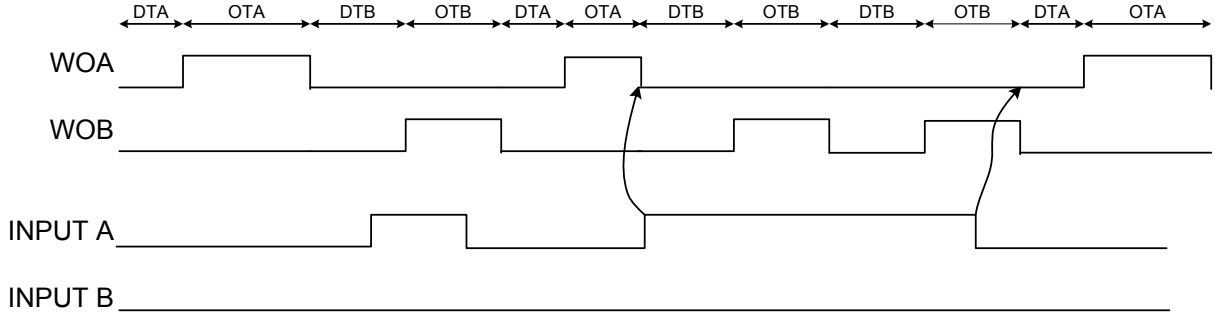 DTA OTA DTB OTB DTA OTA DTB OTB DTB OTB DTA OTA
WOA
WOB
INPUT A
INPUT B